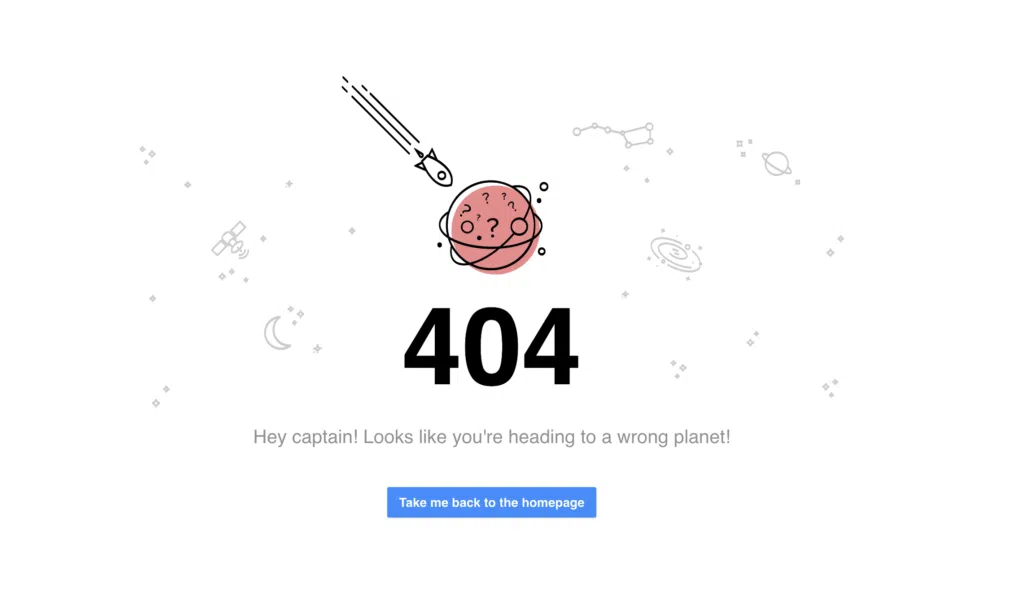 ? ? ?
? ? ?
?
404
Hey captain! Looks like you're heading to a wrong planet!
Take me back to the homepage